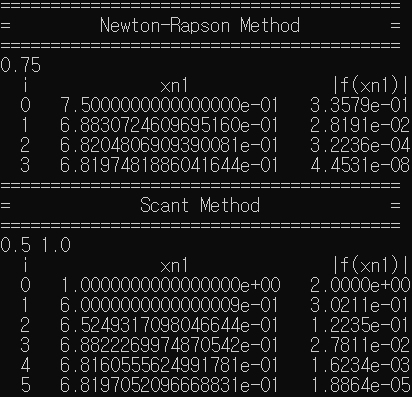 ========================================
=         Newton-Rapson Method         =
========================================
0.75
i xn1 |f(xn1)|
0 7.5000000000000000e-01 3.3579e-01
1 6.8830724609695160e-01 2.8191e-02
2 6.8204806909390081e-01 3.2236e-04
3 6.8197481886041644e-01 4.4531e-08
========================================
=             Scant Method             =
========================================
0.5 1.0
i xn1 |f(xn1)|
0 1.0000000000000000e+00 2.0000e+00
1 6.0000000000000009e-01 3.0211e-01
2 6.5249317098046644e-01 1.2235e-01
3 6.8822269974870542e-01 2.7811e-02
4 6.8160555624991781e-01 1.6234e-03
5 6.8197052096668831e-01 1.8864e-05